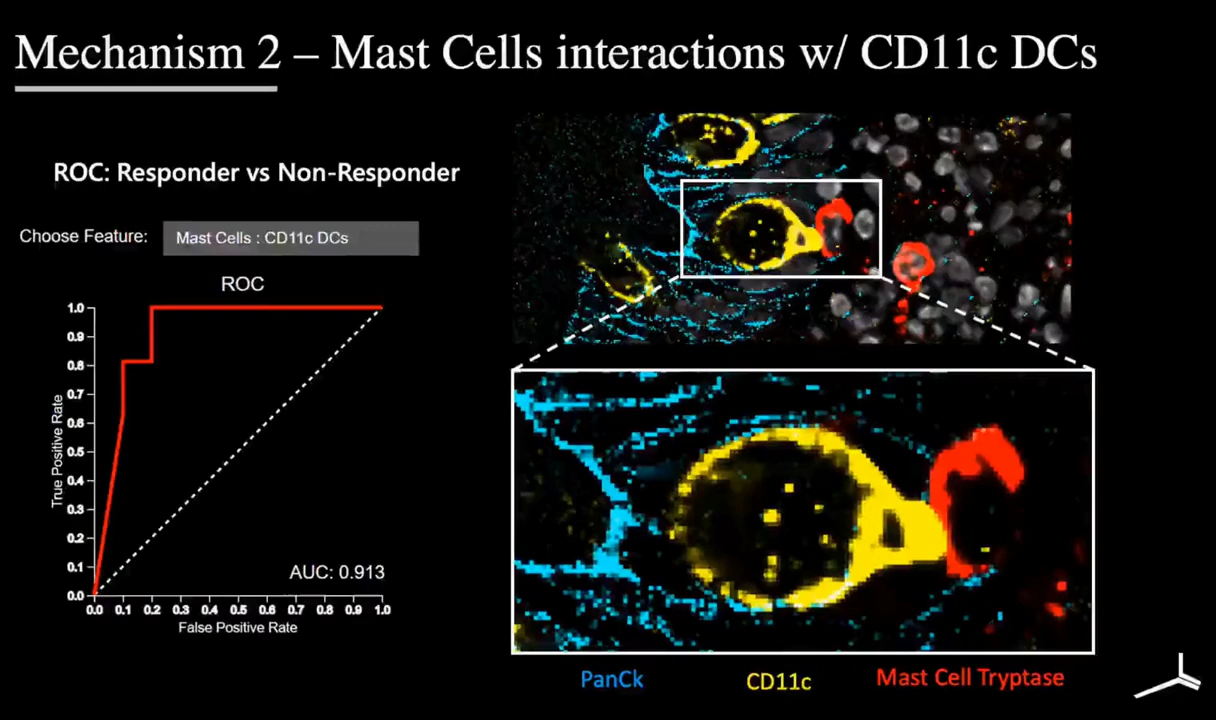 Mechanism 2 – Mast Cells interactions w/ CD11c DCs
ROC: Responder vs Non-Responder
Choose Feature: Mast Cells : CD11c DCs
ROC
1.0
0.9
0.8
0.7
0.6
0.5
0.4
0.3
0.2
0.1
0.0
True Positive Rate
AUC: 0.913
0.0 0.1 0.2 0.3 0.4 0.5 0.6 0.7 0.8 0.9 1.0
False Positive Rate
PanCk CD11c Mast Cell Tryptase